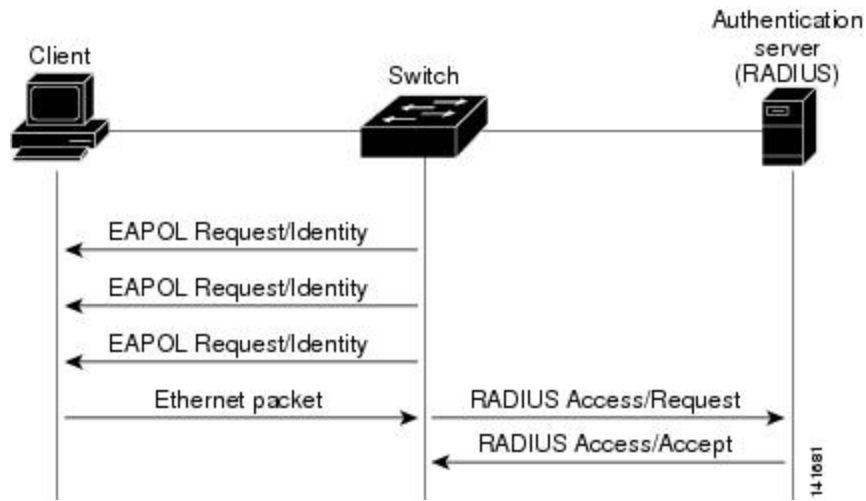 Client
Switch
Authentication
server
(RADIUS)
EAPOL Request/Identity
EAPOL Request/Identity
EAPOL Request/Identity
Ethernet packet
RADIUS Access/Request
RADIUS Access/Accept
141681